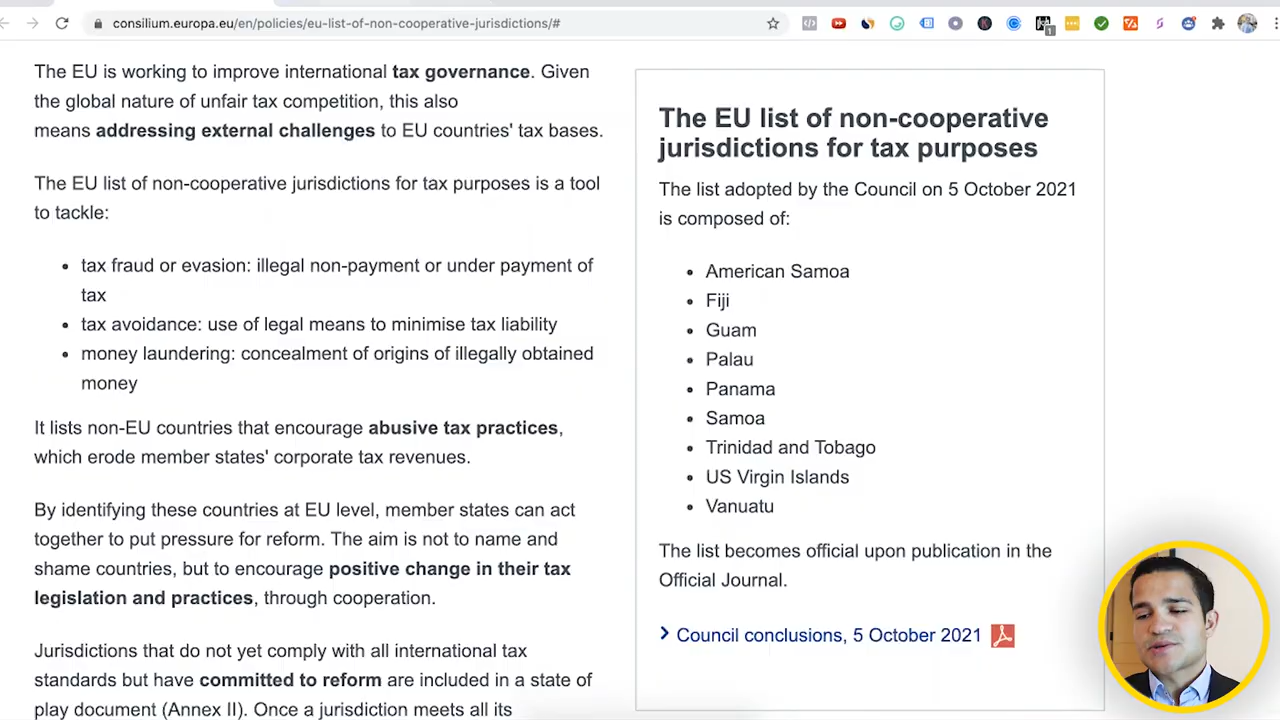 consilium.europa.eu/en/policies/eu-list-of-non-cooperative-jurisdictions/#
The EU is working to improve international tax governance. Given
the global nature of unfair tax competition, this also
means addressing external challenges to EU countries' tax bases.
The EU list of non-cooperative jurisdictions for tax purposes is a tool
to tackle:
• tax fraud or evasion: illegal non-payment or under payment of
tax
• tax avoidance: use of legal means to minimise tax liability
• money laundering: concealment of origins of illegally obtained
money
It lists non-EU countries that encourage abusive tax practices,
which erode member states' corporate tax revenues.
By identifying these countries at EU level, member states can act
together to put pressure for reform. The aim is not to name and
shame countries, but to encourage positive change in their tax
legislation and practices, through cooperation.
Jurisdictions that do not yet comply with all international tax
standards but have committed to reform are included in a state of
play document (Annex II). Once a jurisdiction meets all its
The EU list of non-cooperative
jurisdictions for tax purposes
The list adopted by the Council on 5 October 2021
is composed of:
• American Samoa
• Fiji
• Guam
• Palau
• Panama
• Samoa
• Trinidad and Tobago
• US Virgin Islands
• Vanuatu
The list becomes official upon publication in the
Official Journal.
Council conclusions, 5 October 2021